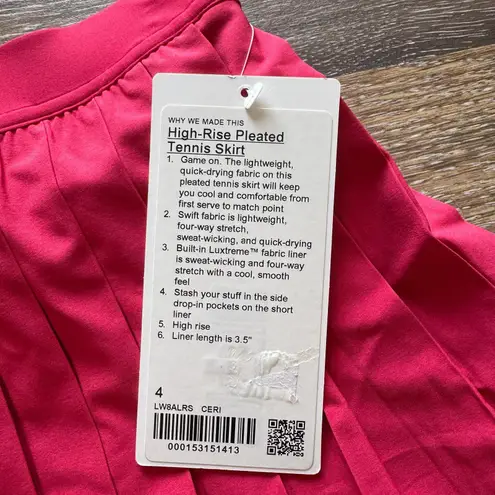 WHY WE MADE THIS
High-Rise Pleated
Tennis Skirt
1. Game on. The lightweight,
quick-drying fabric on this
pleated tennis skirt will keep
you cool and comfortable from
first serve to match point
2. Swift fabric is lightweight,
four-way stretch,
sweat-wicking, and quick-drying
3. Built-in Luxtreme™ fabric liner
is sweat-wicking and four-way
stretch with a cool, smooth
feel
4. Stash your stuff in the side
drop-in pockets on the short
liner
5. High rise
6. Liner length is 3.5"
4
LW8ALRS CERI
000153151413